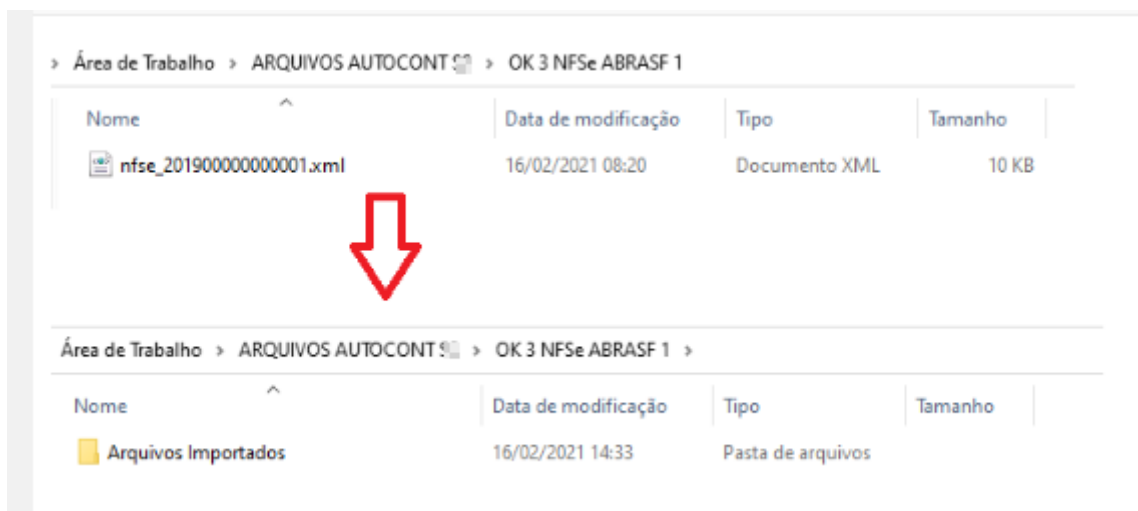 > Área de Trabalho > ARQUIVOS AUTOCONT > OK 3 NFSe ABRASF 1
Nome Data de modificação Tipo Tamanho
nfse_201900000000001.xml 16/02/2021 08:20 Documento XML 10 KB
Área de Trabalho > ARQUIVOS AUTOCONT > OK 3 NFSe ABRASF 1 >
Nome Data de modificação Tipo Tamanho
Arquivos Importados 16/02/2021 14:33 Pasta de arquivos